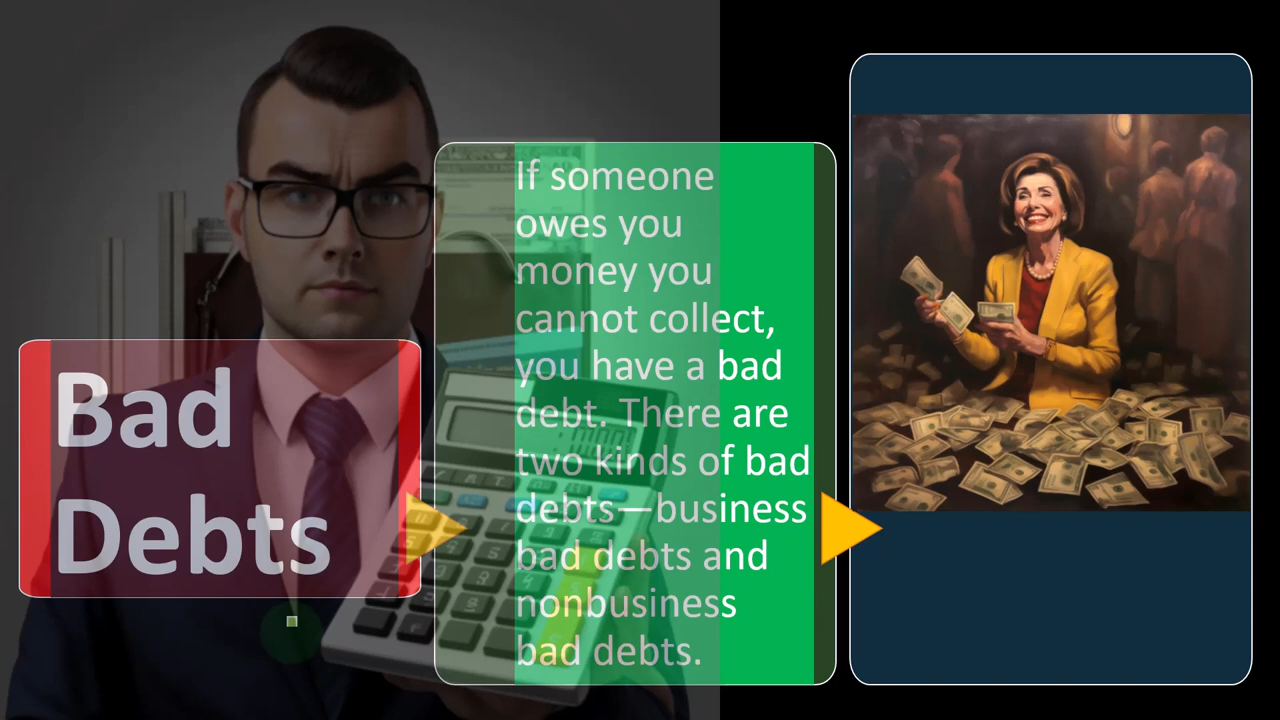 Bad
Debts
If someone
owes you
money you
cannot collect,
you have a bad
debt. There are
two kinds of bad
debts—business
bad debts and
nonbusiness
bad debts.